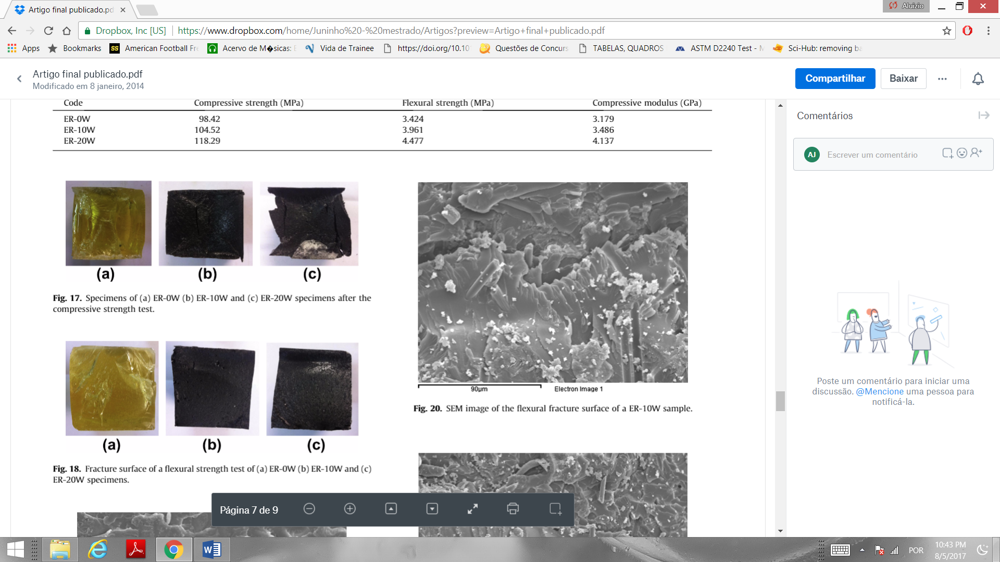 Artigo final publicado.pd
Aluizio
Dropbox, Inc [US]
https://www.dropbox.com/home/Juninho%20-%20mestrado/Artigos?preview=Artigo+final+publicado.pdf
Apps
Bookmarks
SS
American Football Fr
Acervo de M�sicas:
Vida de Trainee
https://doi.org/10.10
Questões de Concurs
TABELAS, QUADROS
ASTM D2240 Test -
Sci-Hub: removing ba
Artigo final publicado.pdf
Modificado em 8 janeiro, 2014
Compartilhar
Baixar
Code Compressive strength (MPa) Flexural strength (MPa) Compressive modulus (GPa)
ER-0W 98.42 3.424 3.179
ER-10W 104.52 3.961 3.486
ER-20W 118.29 4.477 4.137
(a) (b) (c)
Fig. 17. Specimens of (a) ER-0W (b) ER-10W and (c) ER-20W specimens after the
compressive strength test.
(a) (b) (c)
Fig. 18. Fracture surface of a flexural strength test of (a) ER-0W (b) ER-10W and (c)
ER-20W specimens.
90µm Electron Image 1
Fig. 20. SEM image of the flexural fracture surface of a ER-10W sample.
Página 7 de 9
Comentários
AJ
Escrever um comentário
Poste um comentário para iniciar uma
discussão. @Mencione uma pessoa para
notificá-la.
POR
10:43 PM
8/5/2017